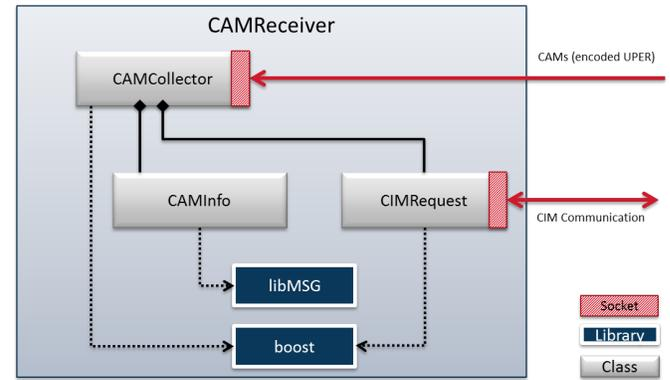 CAMReceiver
CAMs (encoded UPER)
CAMCollector
CAMInfo
CIMRequest
CIM Communication
libMSG
Socket
Library
boost
Class